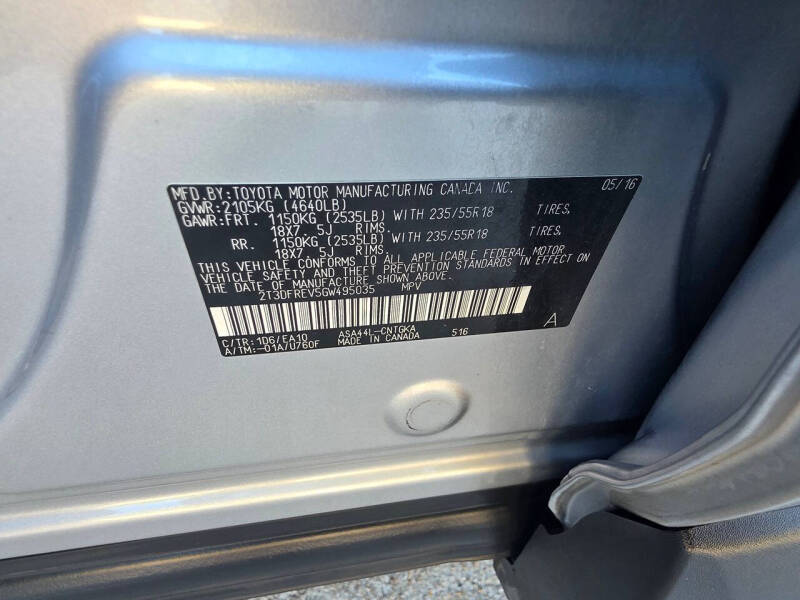 MFD.BY:TOYOTA MOTOR MANUFACTURING CANADA INC. 05/16
GVWR:2105KG (4640LB)
GAWR:FRT. 1150KG (2535LB) WITH 235/55R18 TIRES,
18X7.5J RIMS.
RR. 1150KG (2535LB) WITH 235/55R18 TIRES,
18X7.5J RIMS.
THIS VEHICLE CONFORMS TO ALL APPLICABLE FEDERAL MOTOR
VEHICLE SAFETY AND THEFT PREVENTION STANDARDS IN EFFECT ON
THE DATE OF MANUFACTURE SHOWN ABOVE.
2T3DFREV5GW495035 MPV
C/TR:1D6/EA10 ASA44L-CNTGKA 516 A
A/TM:-01A/U760F MADE IN CANADA